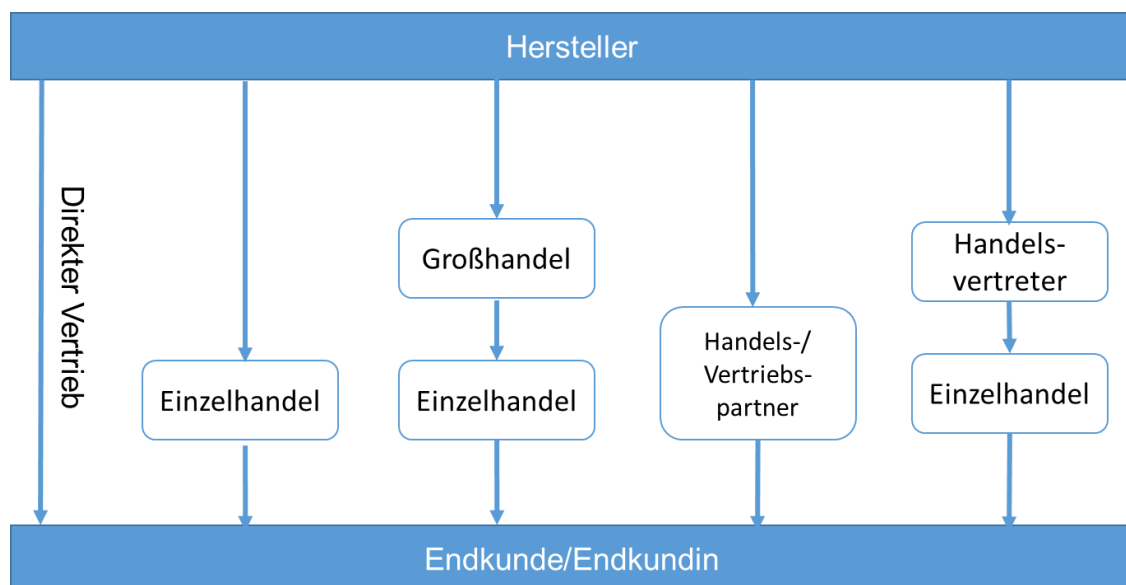 Hersteller
Direkter Vertrieb
Einzelhandel
Großhandel
Einzelhandel
Handels-/
Vertriebs-
partner
Handels-
vertreter
Einzelhandel
Endkunde/Endkundin